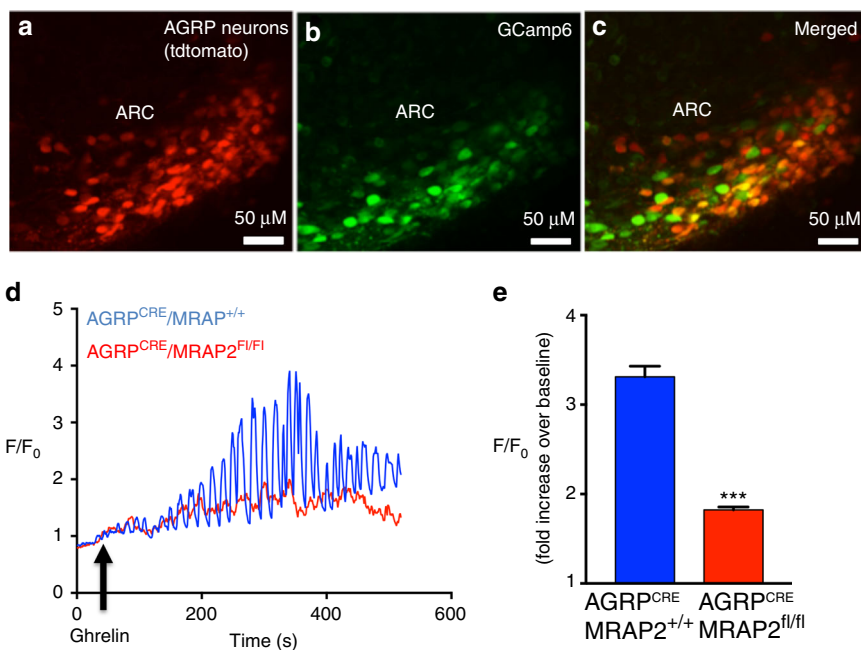 a
AGRP neurons
(tdtomato)
ARC
50 µM
b
GCamp6
ARC
50 µM
c
Merged
ARC
50 µM
d
AGRPCRE/MRAP+/+
AGRPCRE/MRAP2Fl/Fl
F/F0
5
4
3
2
1
0
0
200
400
600
Ghrelin
Time (s)
e
F/F0
(fold increase over baseline)
4
3
2
1
***
AGRPCRE
MRAP2+/+
AGRPCRE
MRAP2fl/fl